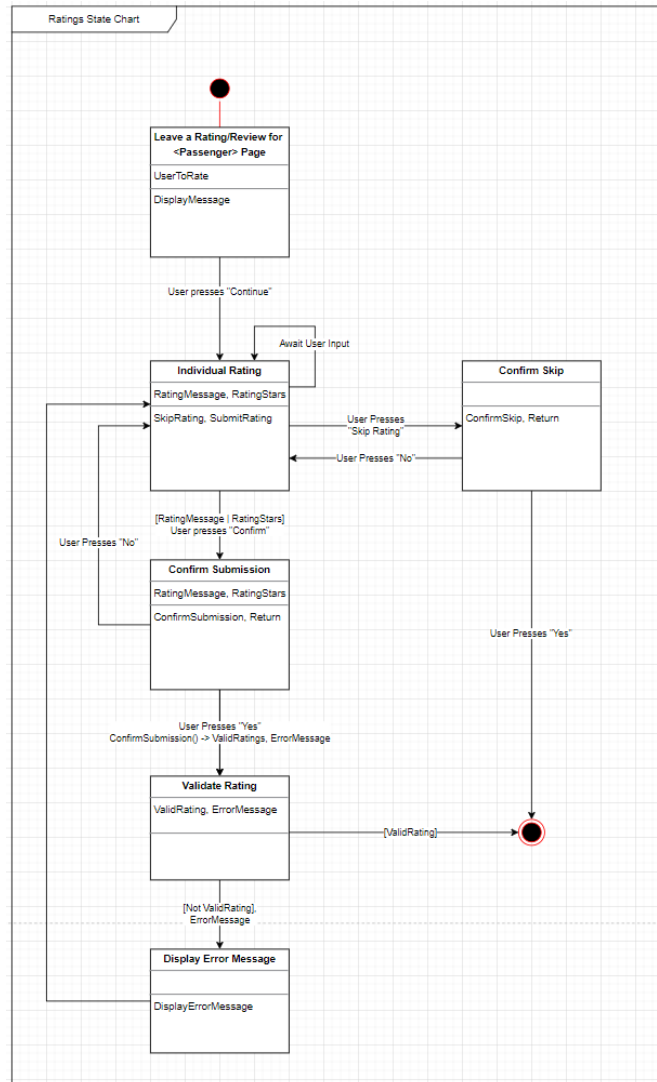 Ratings State Chart
Leave a Rating/Review for
<Passenger> Page
UserToRate
DisplayMessage
User presses "Continue"
Await User Input
Individual Rating
RatingMessage, RatingStars
SkipRating, SubmitRating
Confirm Skip
ConfirmSkip, Return
User Presses
"Skip Rating"
User Presses "No"
[RatingMessage | RatingStars]
User presses "Confirm"
User Presses "No"
Confirm Submission
RatingMessage, RatingStars
ConfirmSubmission, Return
User Presses "Yes"
User Presses "Yes"
ConfirmSubmission() -> ValidRatings, ErrorMessage
Validate Rating
ValidRating, ErrorMessage
[ValidRating]
[Not ValidRating],
ErrorMessage
Display Error Message
DisplayErrorMessage